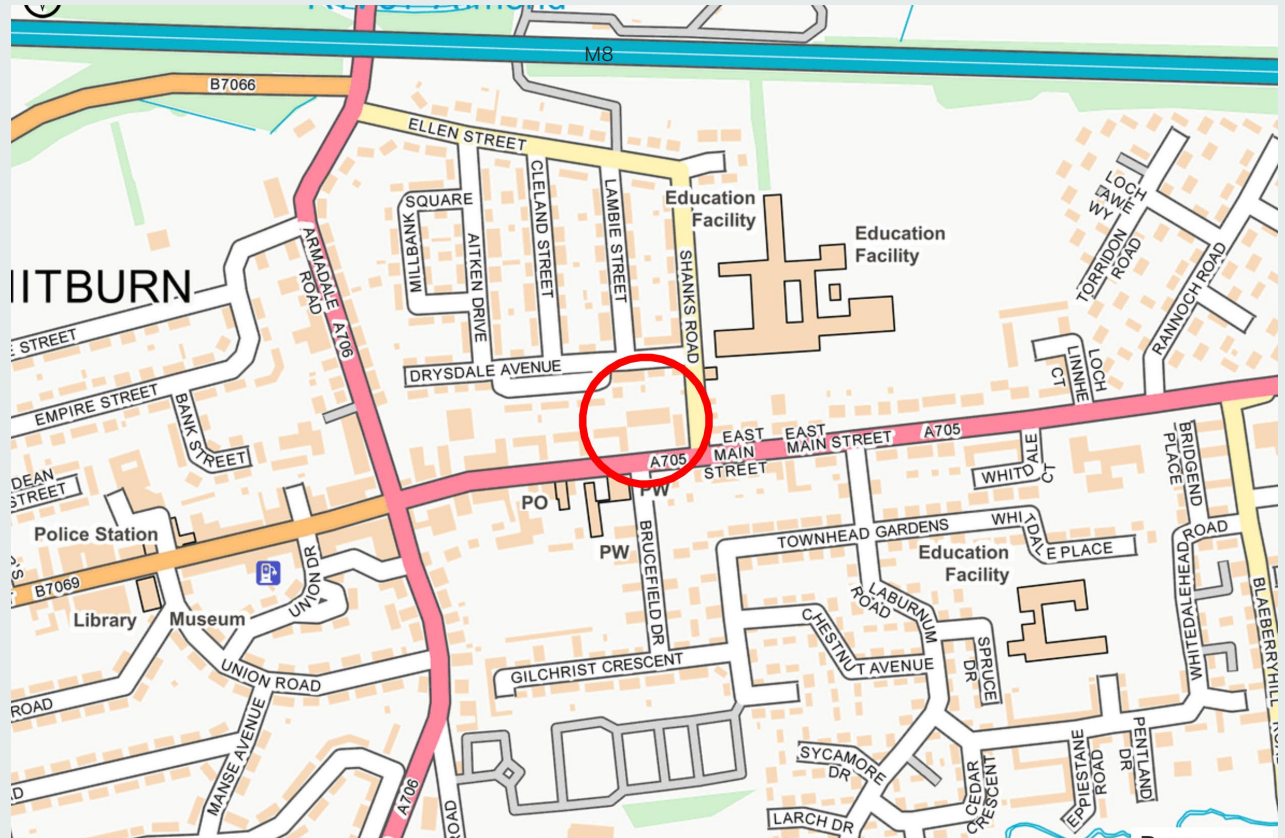 M8
B7066
ELLEN STREET
CLELAND STREET
LAMBIE STREET
SQUARE
MILLBANK
AITKEN DRIVE
Education
Facility
Education
Facility
SHANKS ROAD
LOCH
AWE
WY
TORRIDON
ROAD
RANNOCH ROAD
ITBURN
ARMADALE
ROAD
A706
STREET
EMPIRE STREET
BANK STREET
DRYSDALE AVENUE
LOCH
LINNHE
CT
A705
EAST
MAIN
STREET
EAST
MAIN STREET
A705
DEAN
STREET
PO
PW
PW
WHITDALE
CT
BRIDGEND
PLACE
Police Station
B7069
Library
Museum
UNION DR
UNION ROAD
BRUCEFIELD DR
TOWNHEAD GARDENS
WHITDALE PLACE
Education
Facility
ROAD
WHITEDALEHEAD
BLAEBERRYHILL
LABURNUM
ROAD
CHESTNUT AVENUE
SPRUCE
DR
GILCHRIST CRESCENT
ROAD
MANSE AVENUE
A706
ROAD
SYCAMORE
DR
CEDAR
CRESCENT
EPPIESTANE
ROAD
PENTLAND
DR
LARCH DR